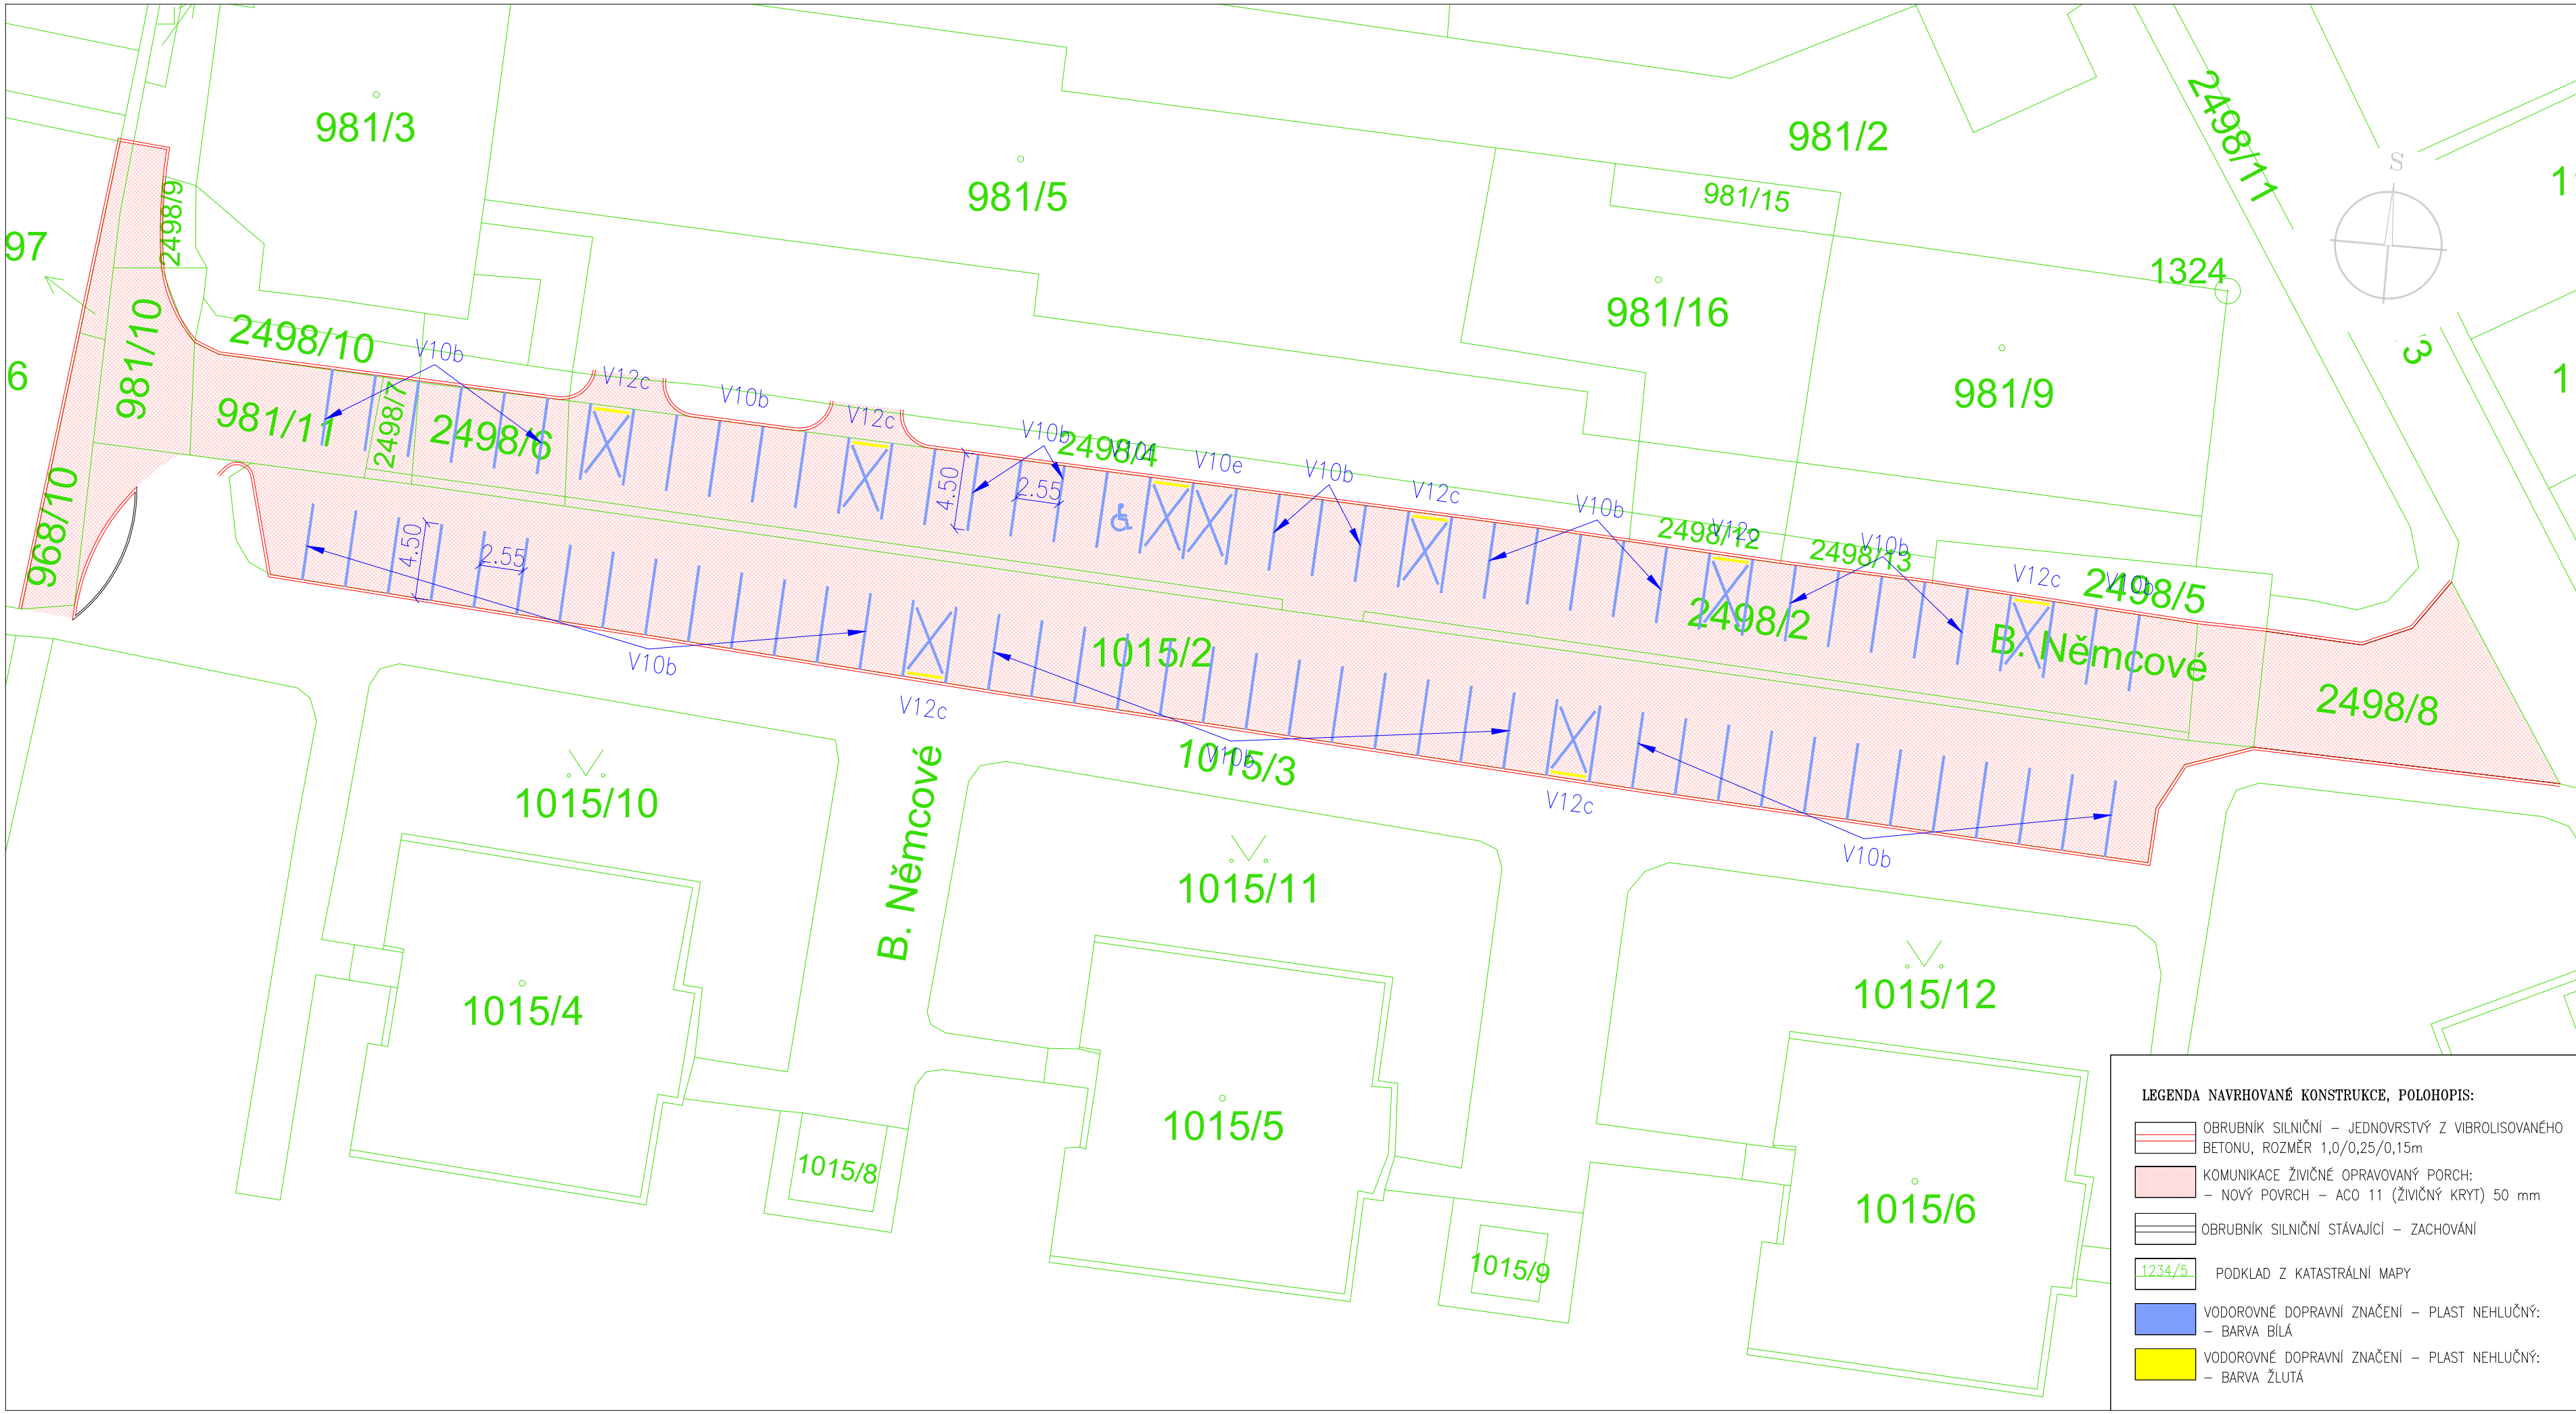 981/3
981/5
981/2
981/15
981/16
981/9
1324
2498/11
S
3
97
6
2498/9
981/10
2498/10
981/11
2498/7
2498/6
968/10
V10b
V12c
V10b
V12c
V10b
2498/4
V10f
V10e
V10b
V12c
V10b
2498/12
V12c
2498/13
V10b
V12c
V10b
2498/5
4.50
2.55
4.50
2.55
1015/2
2498/2
B. Němcové
2498/8
V10b
V12c
V10b
1015/3
V12c
V10b
B. Němcové
1015/10
1015/11
1015/12
1015/4
1015/5
1015/6
1015/8
1015/9
LEGENDA NAVRHOVANÉ KONSTRUKCE, POLOHOPIS:
OBRUBNÍK SILNIČNÍ – JEDNOVRSTVÝ Z VIBROLISOVANÉHO
BETONU, ROZMĚR 1,0/0,25/0,15m
KOMUNIKACE ŽIVIČNÉ OPRAVOVANÝ PORCH:
– NOVÝ POVRCH – ACO 11 (ŽIVIČNÝ KRYT) 50 mm
OBRUBNÍK SILNIČNÍ STÁVAJÍCÍ – ZACHOVÁNÍ
1234/5 PODKLAD Z KATASTRÁLNÍ MAPY
VODOROVNÉ DOPRAVNÍ ZNAČENÍ – PLAST NEHLUČNÝ:
– BARVA BÍLÁ
VODOROVNÉ DOPRAVNÍ ZNAČENÍ – PLAST NEHLUČNÝ:
– BARVA ŽLUTÁ